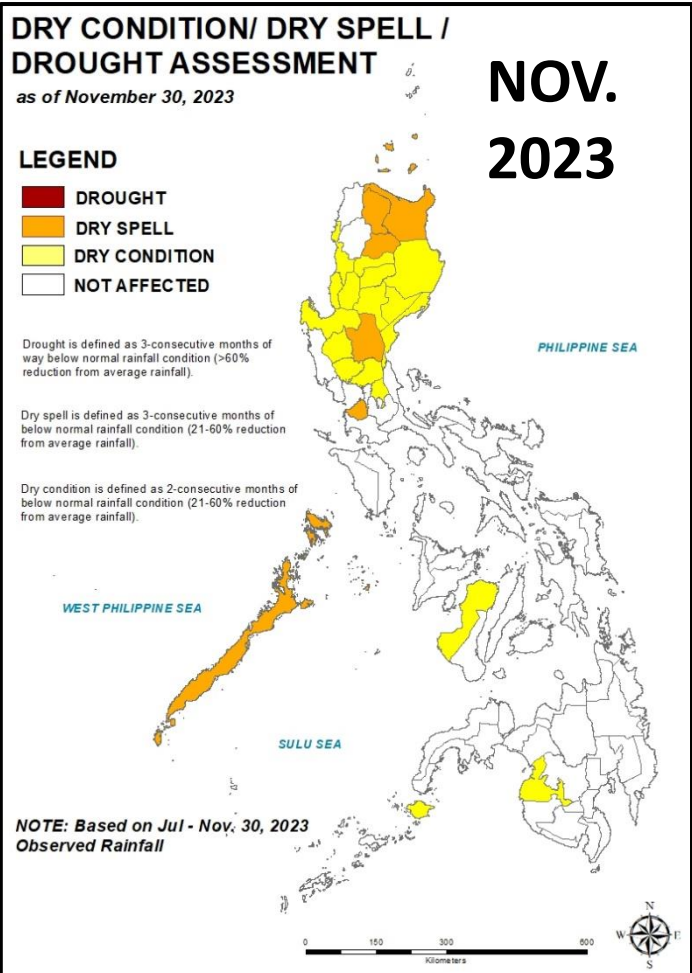 DRY CONDITION/ DRY SPELL /
DROUGHT ASSESSMENT
as of November 30, 2023
NOV.
2023
LEGEND
DROUGHT
DRY SPELL
DRY CONDITION
NOT AFFECTED
Drought is defined as 3-consecutive months of
way below normal rainfall condition (>60%
reduction from average rainfall).
Dry spell is defined as 3-consecutive months of
below normal rainfall condition (21-60% reduction
from average rainfall).
Dry condition is defined as 2-consecutive months of
below normal rainfall condition (21-60% reduction
from average rainfall).
PHILIPPINE SEA
WEST PHILIPPINE SEA
SULU SEA
NOTE: Based on Jul - Nov. 30, 2023
Observed Rainfall
N
W E
S
0 150 300 600
Kilometers